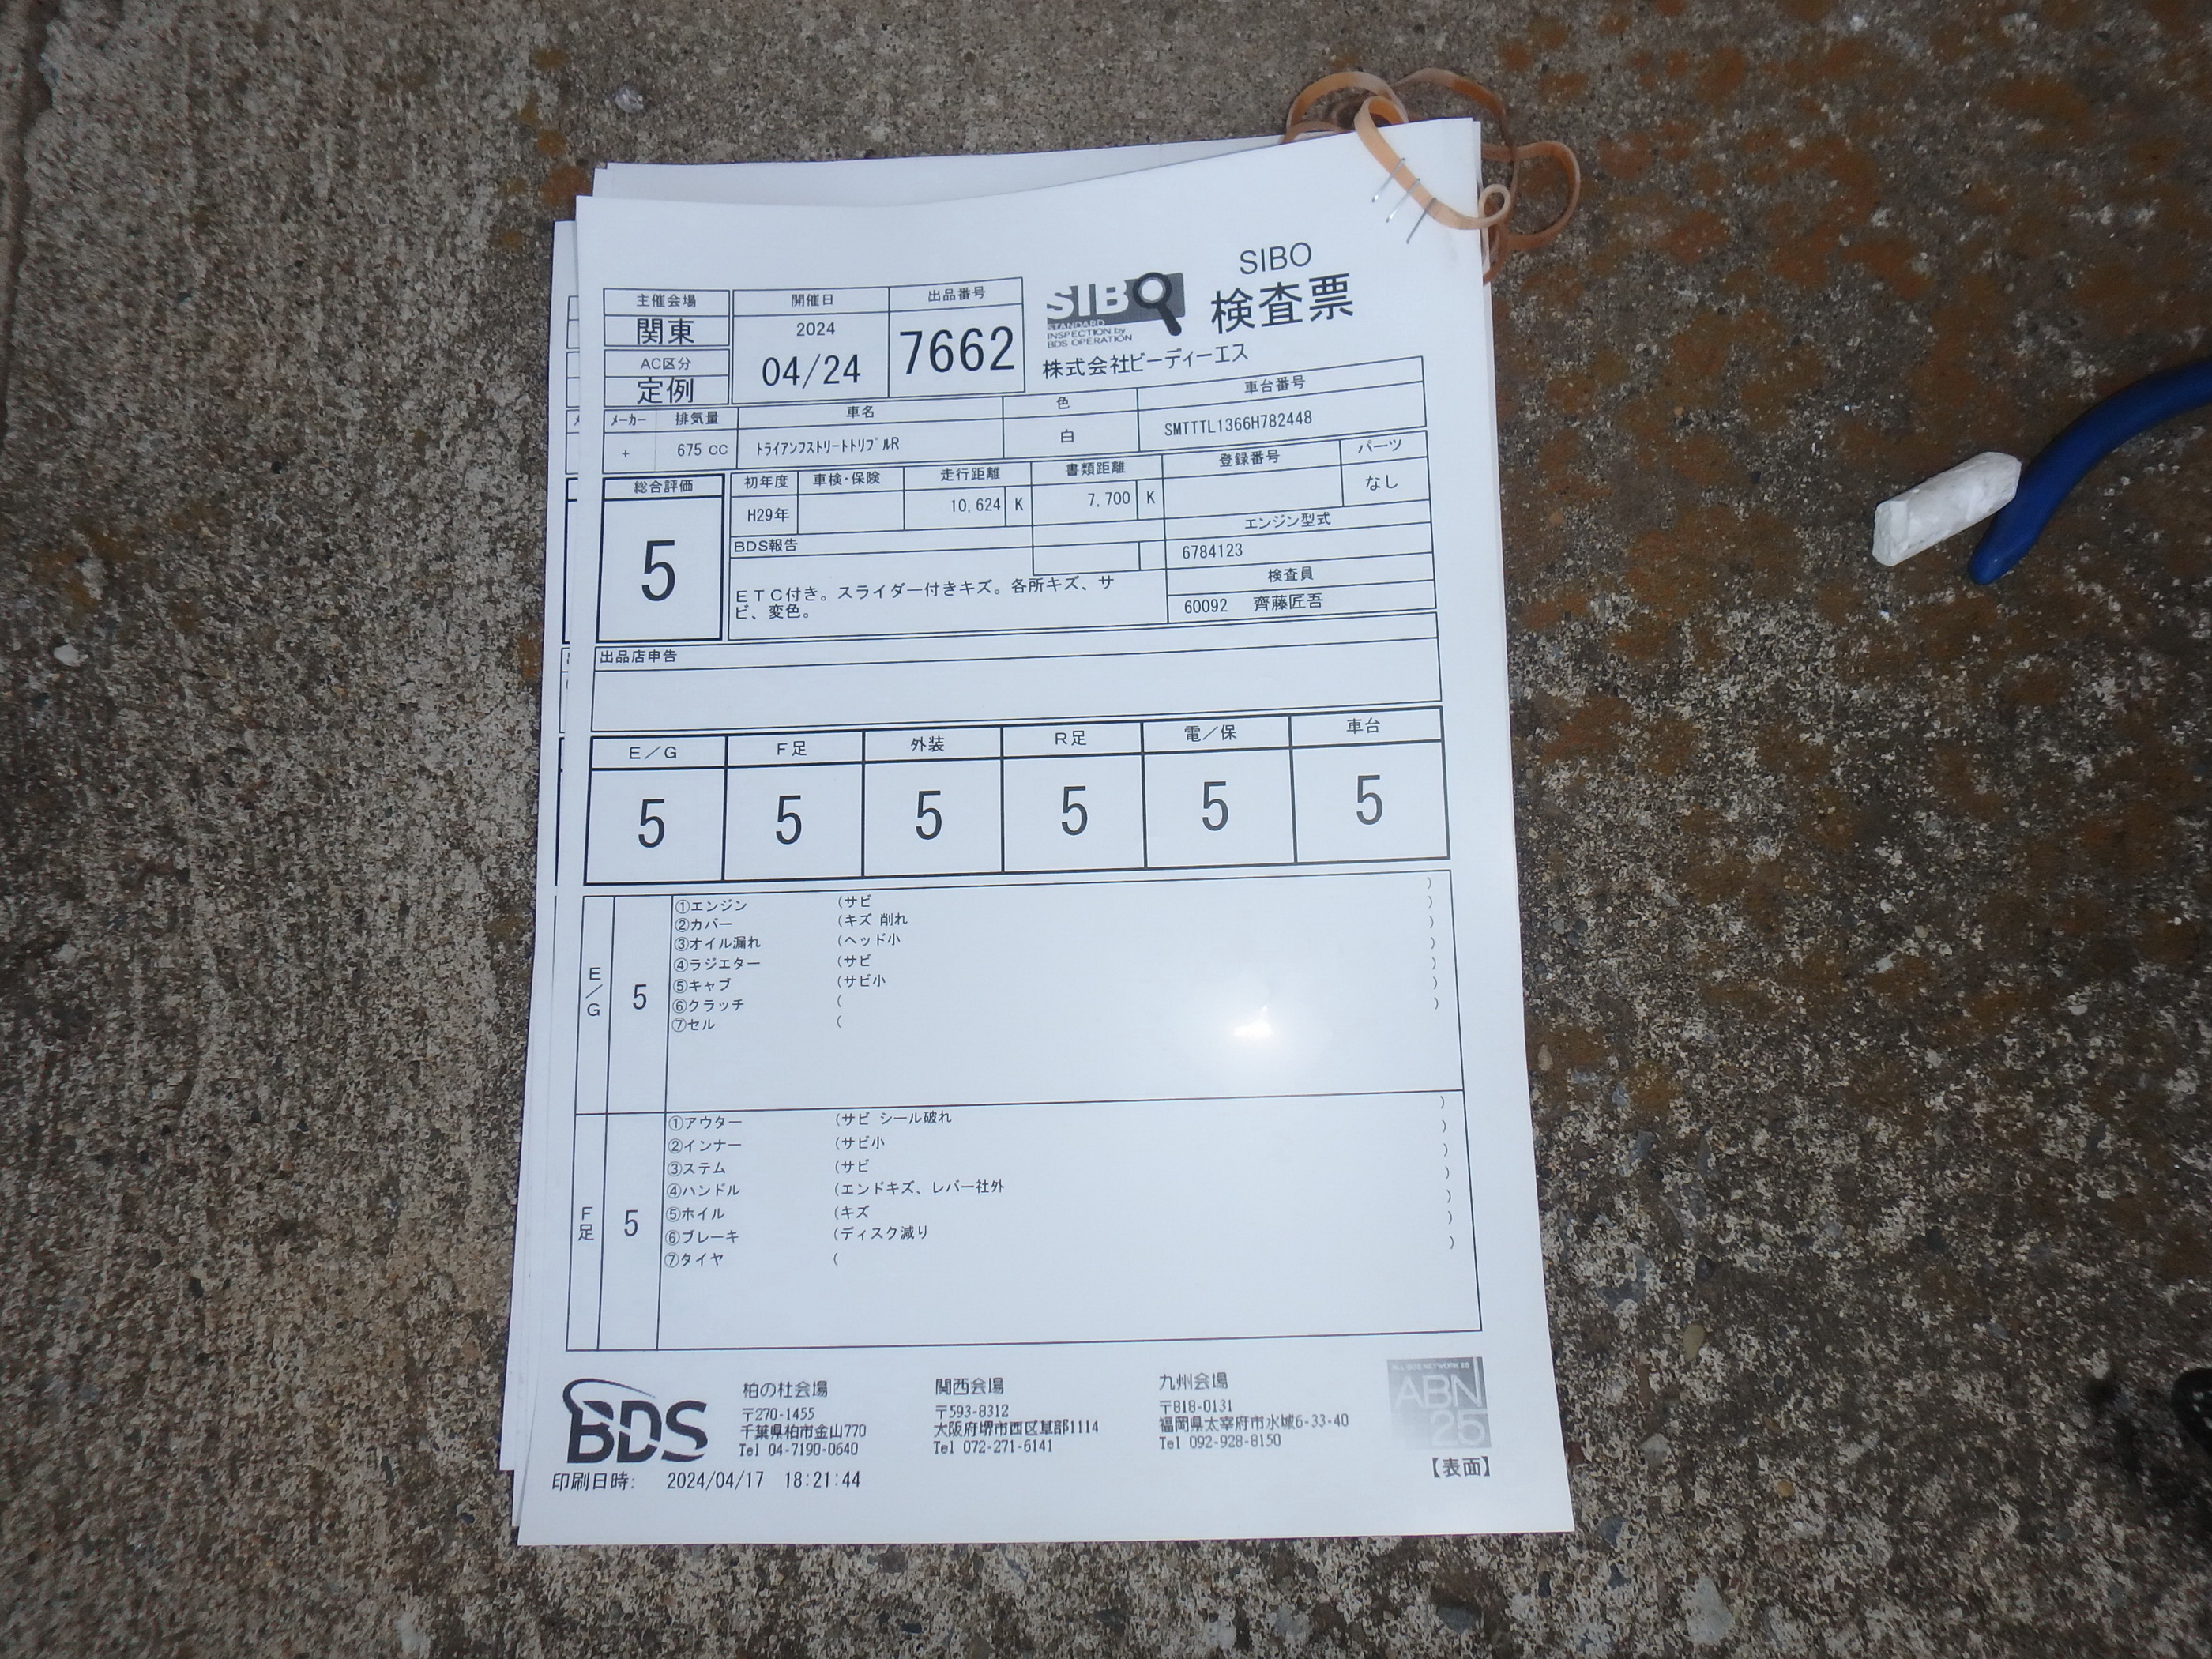 SIBO
STANDARD
INSPECTION by
BDS OPERATION
SIBO
検査票
株式会社ビーディーエス
主催会場
関東
AC区分
定例
開催日
2024
04/24
出品番号
7662
ﾒｰｶｰ 排気量 車名 色 車台番号
+ 675 CC ﾄﾗｲｱﾝﾌｽﾄﾘｰﾄﾄﾘﾌﾟﾙR 白 SMTTTL1366H782448
総合評価
5
初年度 車検・保険 走行距離 書類距離 登録番号 パーツ
H29年 10,624 K 7,700 K なし
BDS報告
ETC付き。スライダー付きキズ。各所キズ、サ
ビ、変色。
エンジン型式
6784123
検査員
60092 齊藤匠吾
出品店申告
E/G F足 外装 R足 電/保 車台
5 5 5 5 5 5
E/G 5
①エンジン (サビ )
②カバー (キズ 削れ )
③オイル漏れ (ヘッド小 )
④ラジエター (サビ )
⑤キャブ (サビ小 )
⑥クラッチ ( )
⑦セル ( )
F足 5
①アウター (サビ シール破れ )
②インナー (サビ小 )
③ステム (サビ )
④ハンドル (エンドキズ、レバー社外 )
⑤ホイル (キズ )
⑥ブレーキ (ディスク減り )
⑦タイヤ ( )
BDS
柏の杜会場
〒270-1455
千葉県柏市金山770
Tel 04-7190-0640
関西会場
〒593-8312
大阪府堺市西区草部1114
Tel 072-271-6141
九州会場
〒818-0131
福岡県太宰府市水城6-33-40
Tel 092-928-8150
ABN
25
【表面】
印刷日時: 2024/04/17 18:21:44